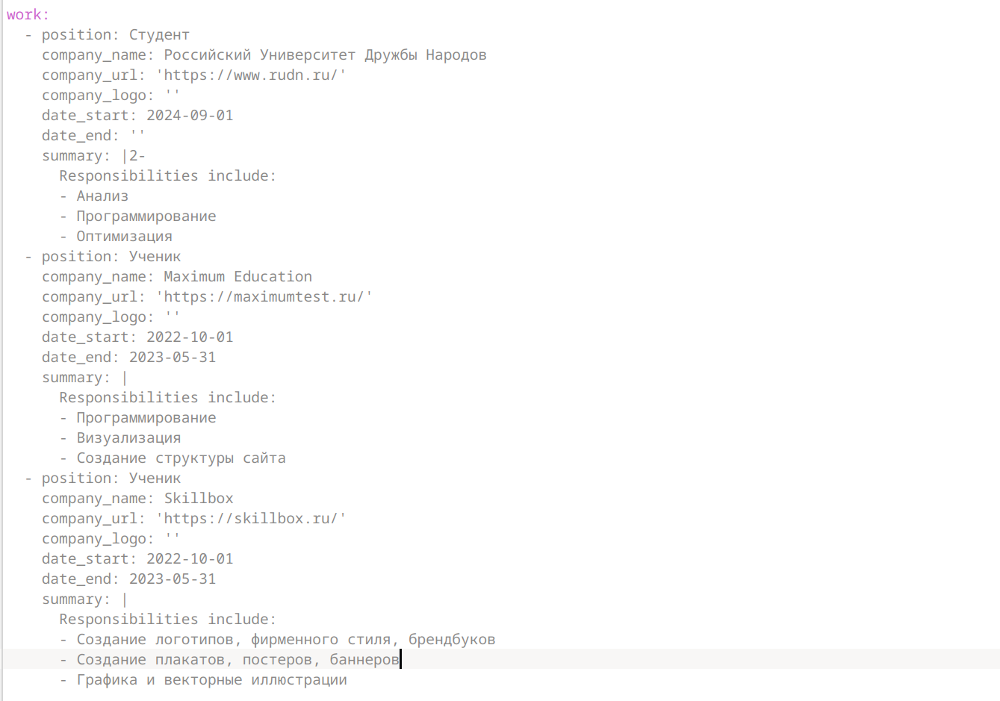 work:
  - position: Студент
    company_name: Российский Университет Дружбы Народов
    company_url: 'https://www.rudn.ru/'
    company_logo: ''
    date_start: 2024-09-01
    date_end: ''
    summary: |2-
      Responsibilities include:
      - Анализ
      - Программирование
      - Оптимизация
  - position: Ученик
    company_name: Maximum Education
    company_url: 'https://maximumtest.ru/'
    company_logo: ''
    date_start: 2022-10-01
    date_end: 2023-05-31
    summary: |
      Responsibilities include:
      - Программирование
      - Визуализация
      - Создание структуры сайта
  - position: Ученик
    company_name: Skillbox
    company_url: 'https://skillbox.ru/'
    company_logo: ''
    date_start: 2022-10-01
    date_end: 2023-05-31
    summary: |
      Responsibilities include:
      - Создание логотипов, фирменного стиля, брендбуков
      - Создание плакатов, постеров, баннеров
      - Графика и векторные иллюстрации